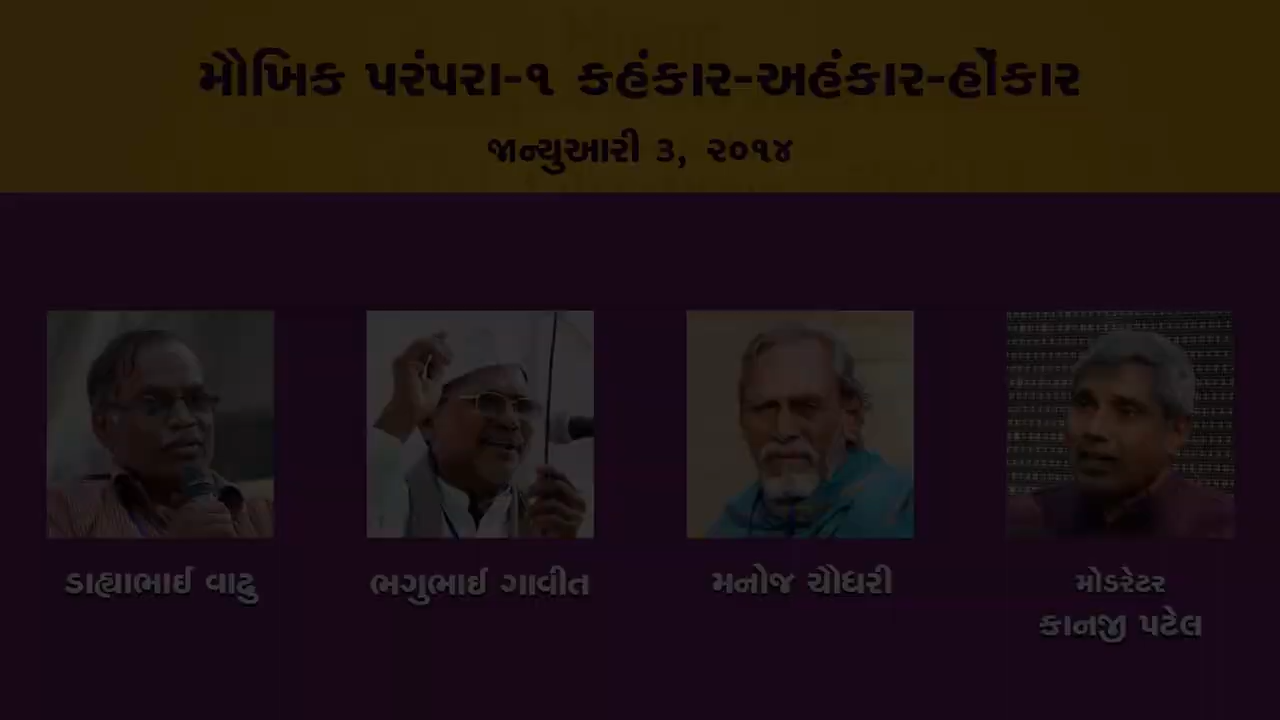 મૌખિક પરંપરા-૧ કહંકાર-અહંકાર-હોંકાર
જાન્યુઆરી ૩, ૨૦૧૪
ડાહ્યાભાઈ વાઢુ
ભગુભાઈ ગાવીત
મનોજ ચૌધરી
મોડરેટર
કાનજી પટેલ